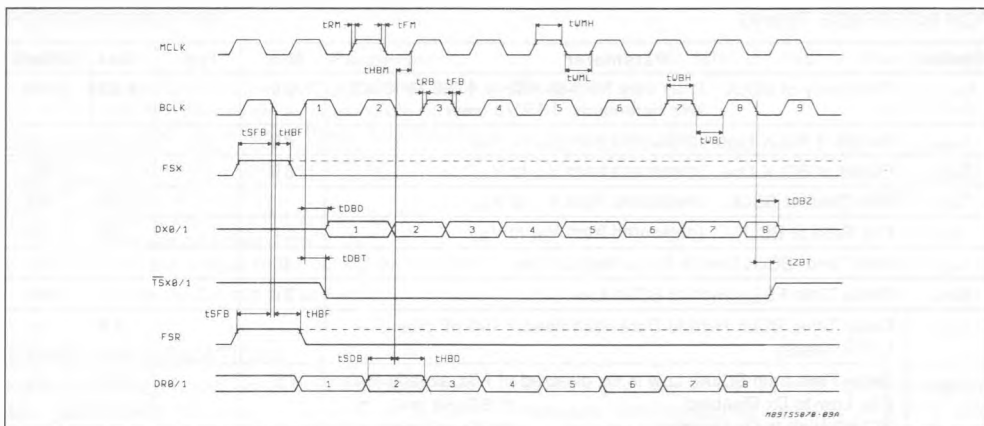 tRM tFM tWMH
MCLK
tHBM tWML
tRB tFB tWBH
BCLK 1 2 3 4 5 6 7 8 9
tSFB tHBF tWBL
FSX
tDBD tDBZ
DX0/1 1 2 3 4 5 6 7 8
tDBT tZBT
TSX0/1
tSFB tHBF
FSR
tSDB tHBD
DR0/1 1 2 3 4 5 6 7 8
M89TS5070-09A